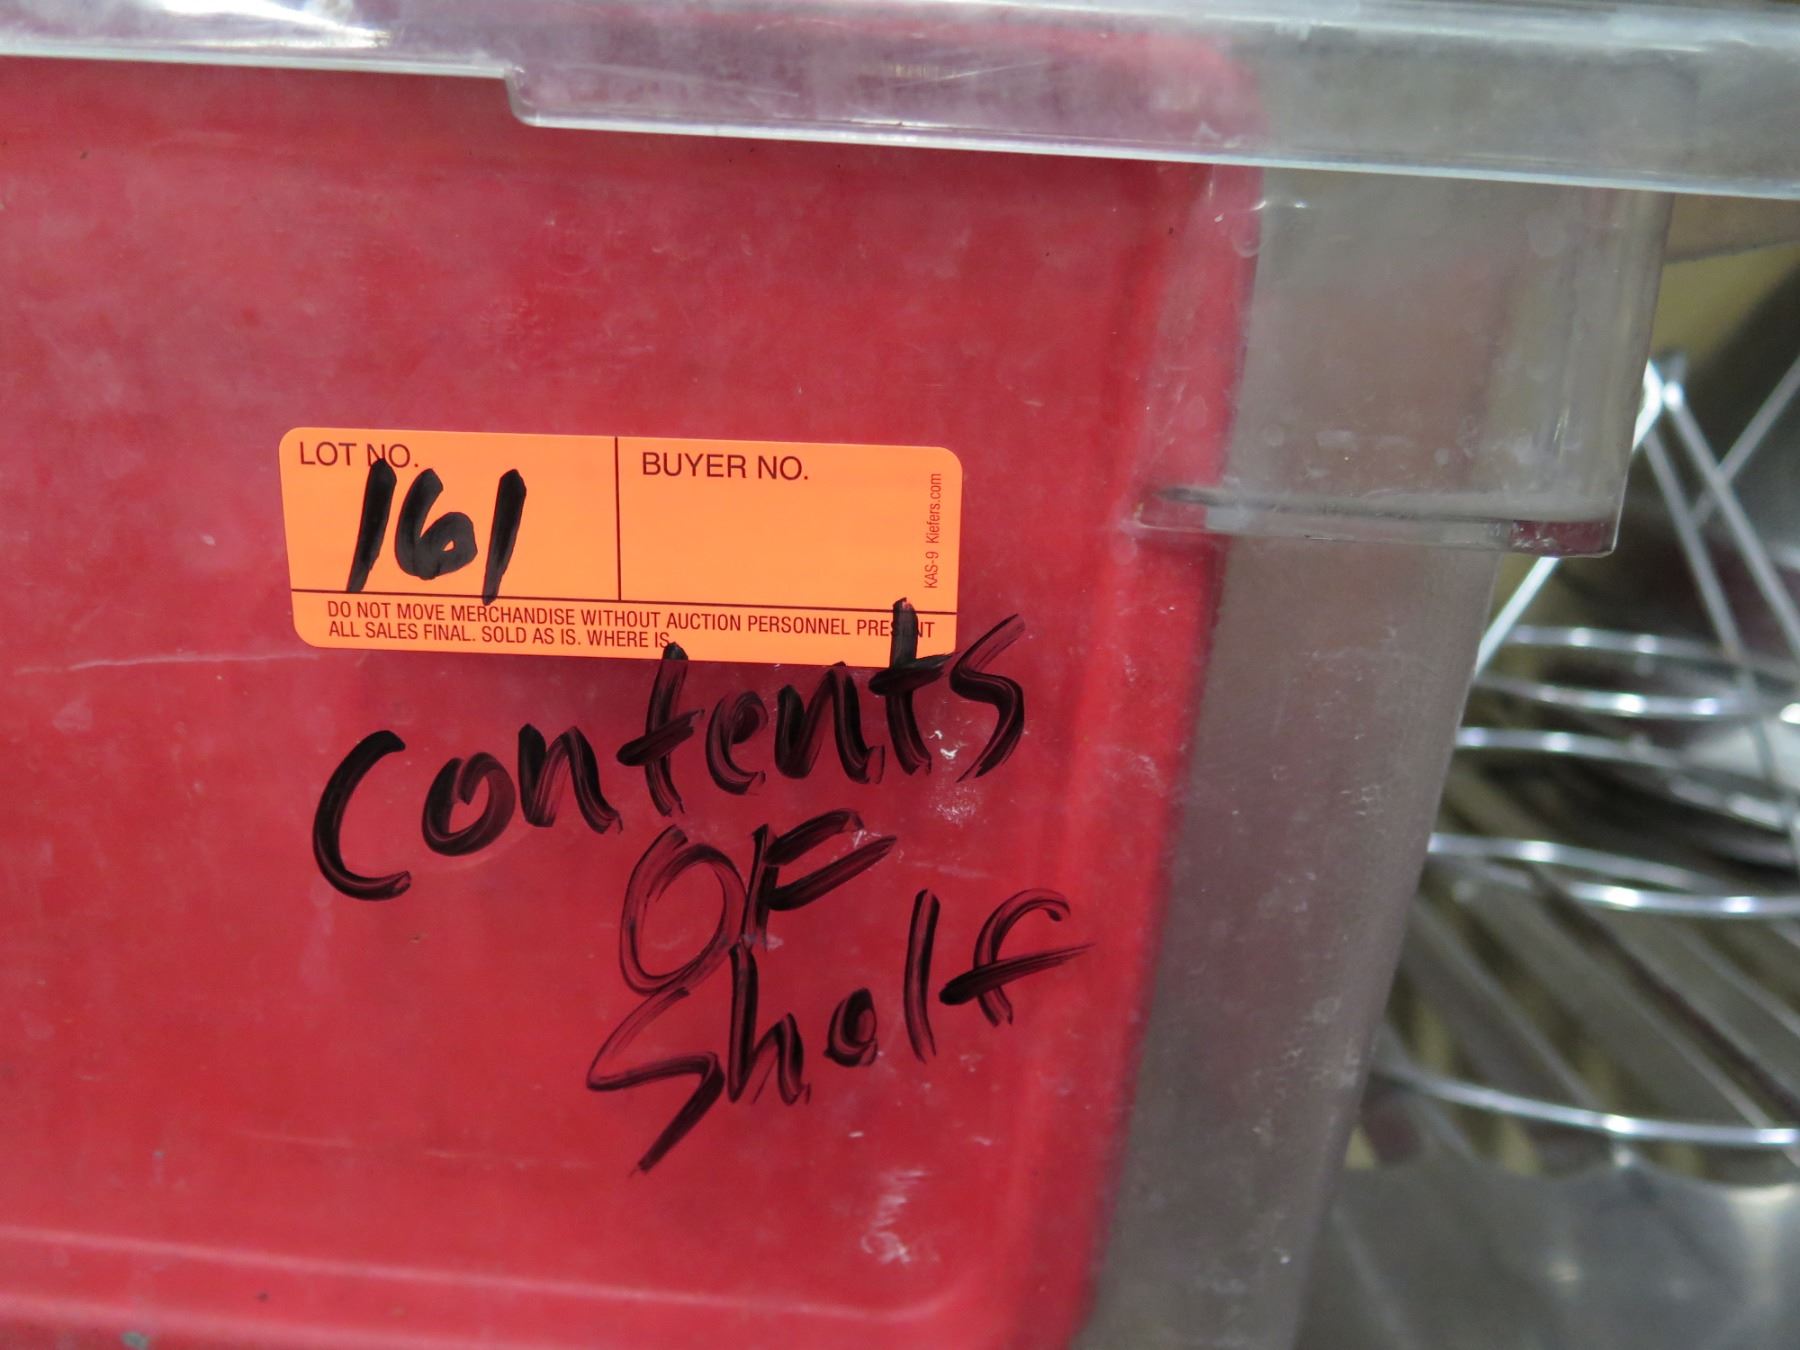 LOT NO.
161
BUYER NO.
KAS-9 Kiefers.com
DO NOT MOVE MERCHANDISE WITHOUT AUCTION PERSONNEL PRESENT
ALL SALES FINAL. SOLD AS IS. WHERE IS.
Contents
OF
Shelf